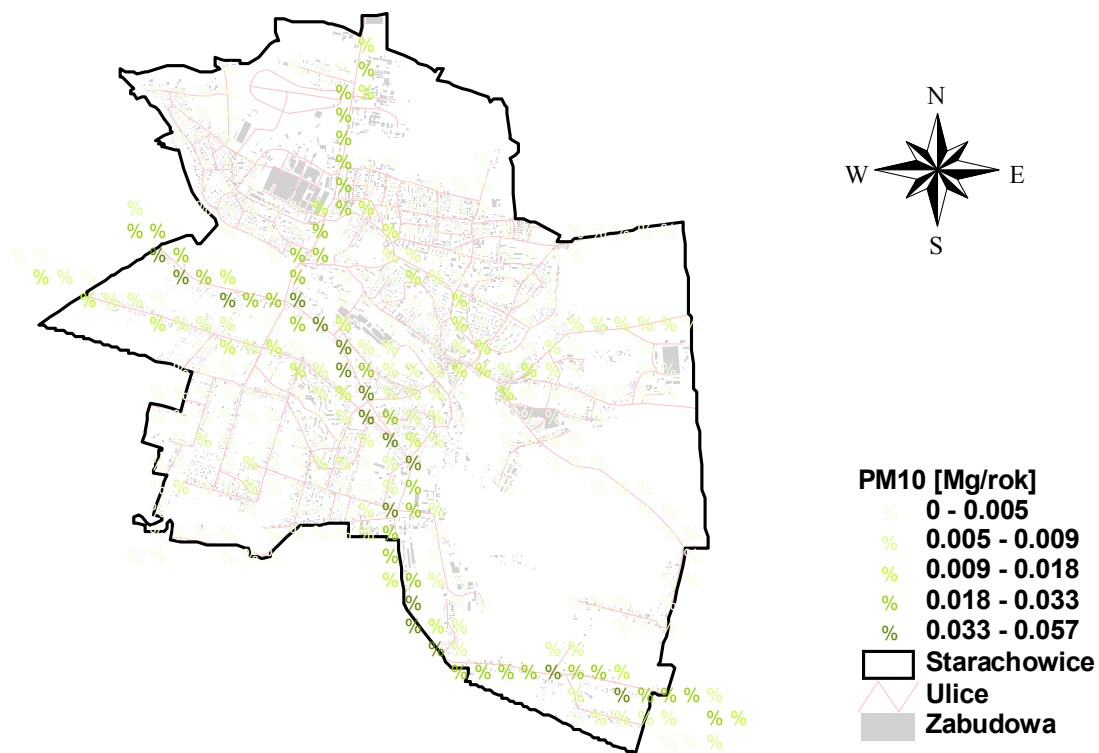 N
W E
S
PM10 [Mg/rok]
% 0 - 0.005
% 0.005 - 0.009
% 0.009 - 0.018
% 0.018 - 0.033
% 0.033 - 0.057
Starachowice
Ulice
Zabudowa